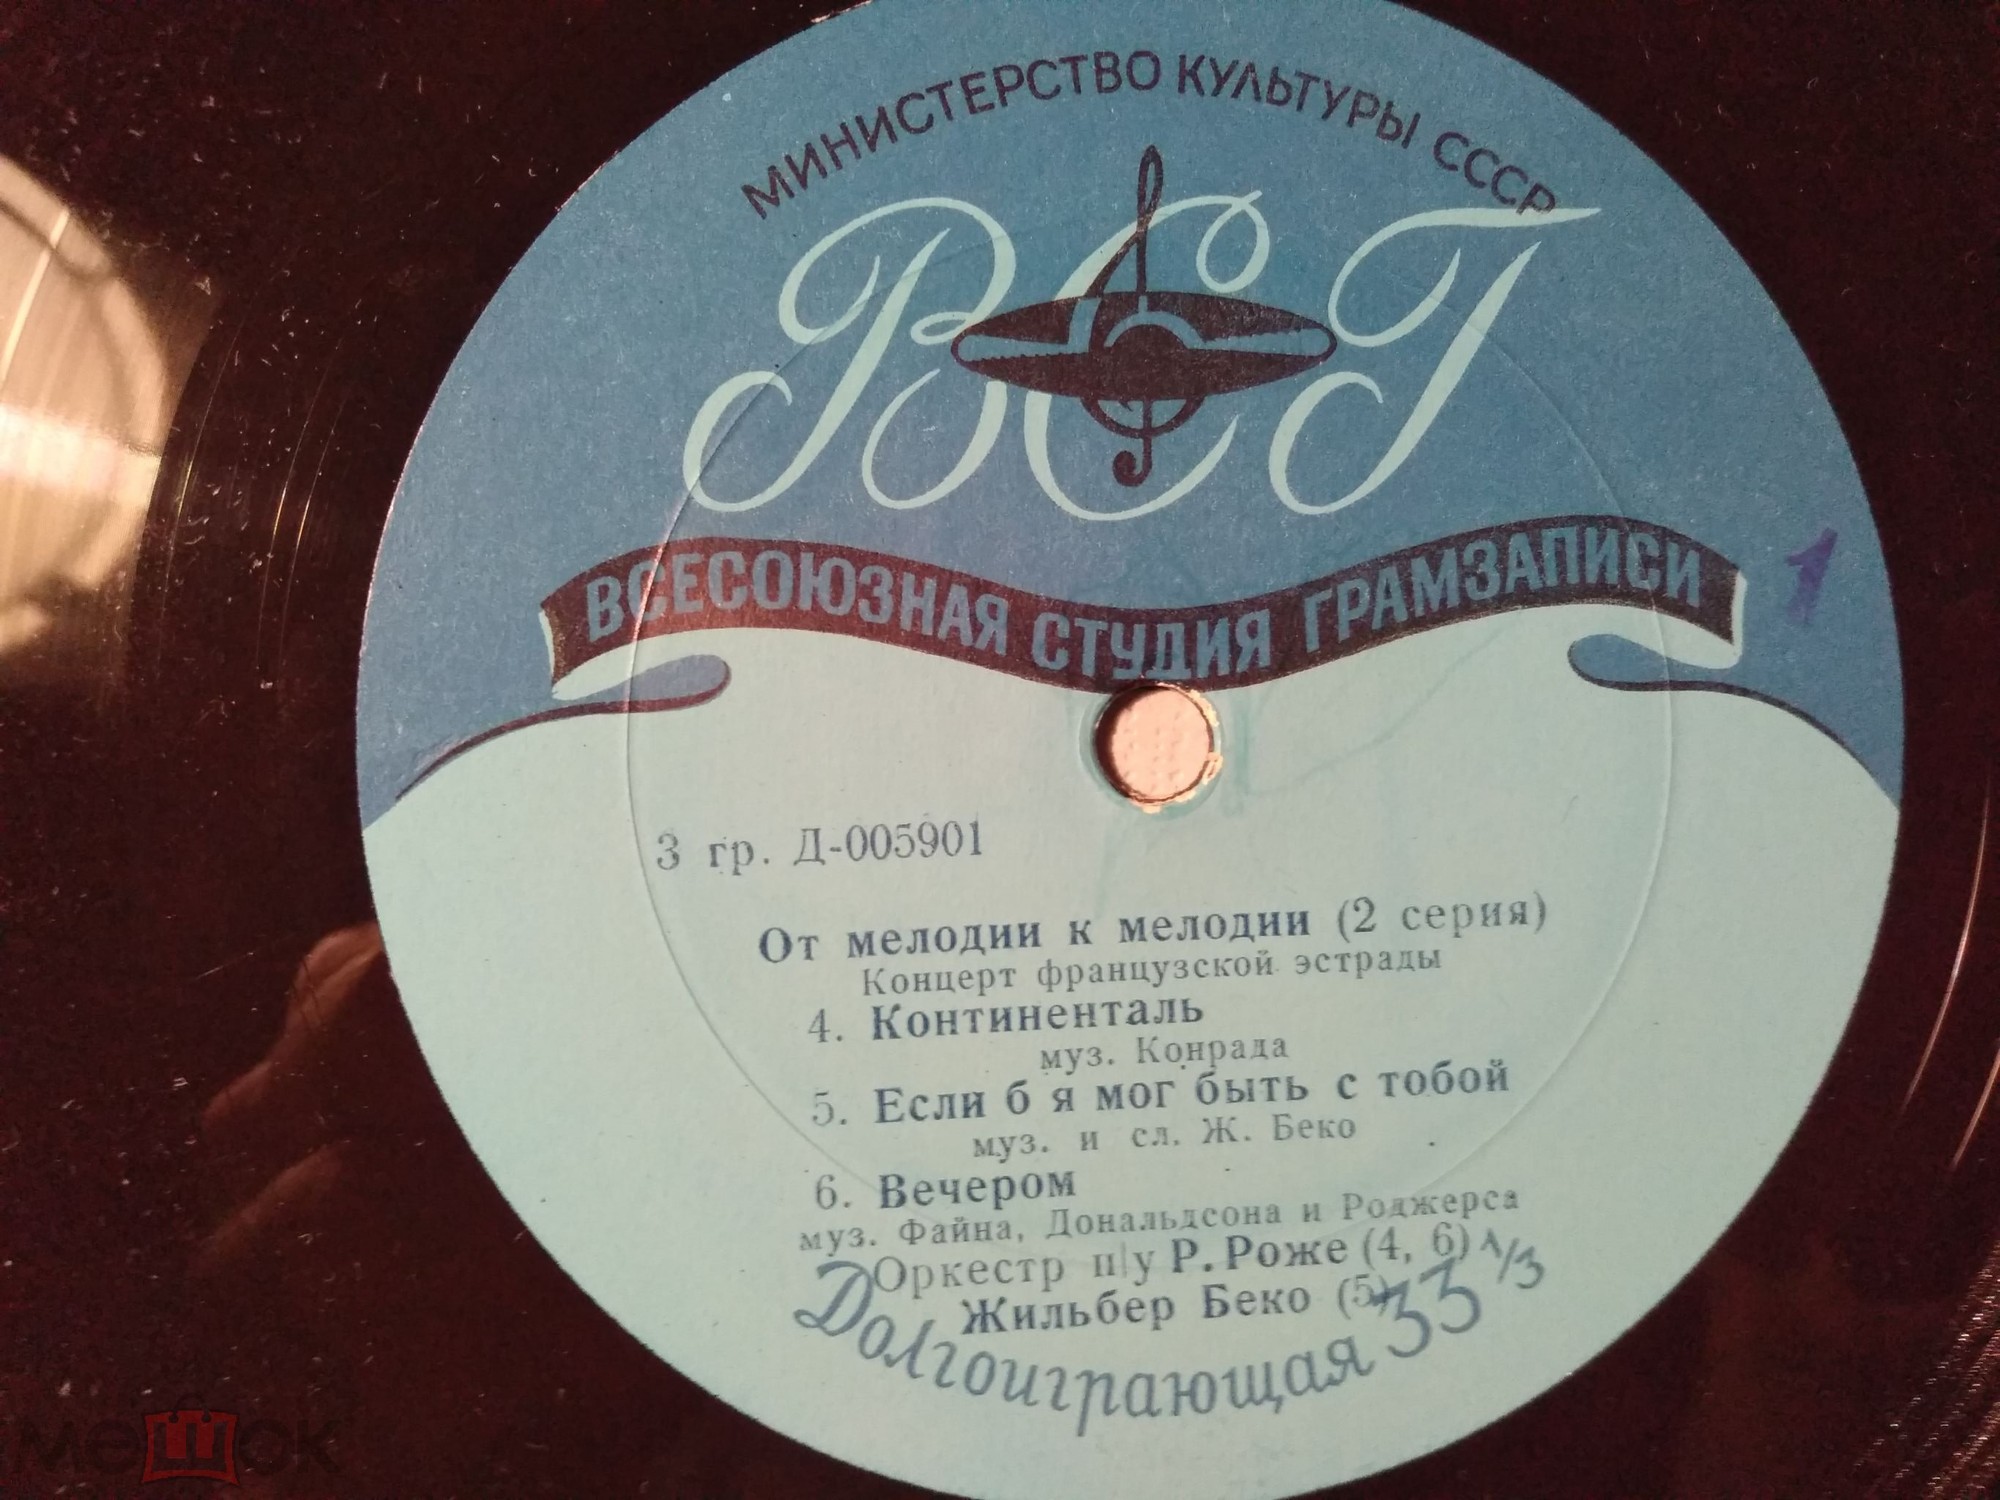 МИНИСТЕРСТВО КУЛЬТУРЫ СССР
ВСГ
ВСЕСОЮЗНАЯ СТУДИЯ ГРАМЗАПИСИ
1
3 гр. Д-005901
От мелодии к мелодии (2 серия)
Концерт французской эстрады
4. Континенталь
муз. Конрада
5. Если б я мог быть с тобой
муз. и сл. Ж. Беко
6. Вечером
муз. Файна, Дональдсона и Роджерса
Оркестр п/у Р. Роже (4, 6)
Жильбер Беко (5)
Долгоиграющая 33 1/3
мешок